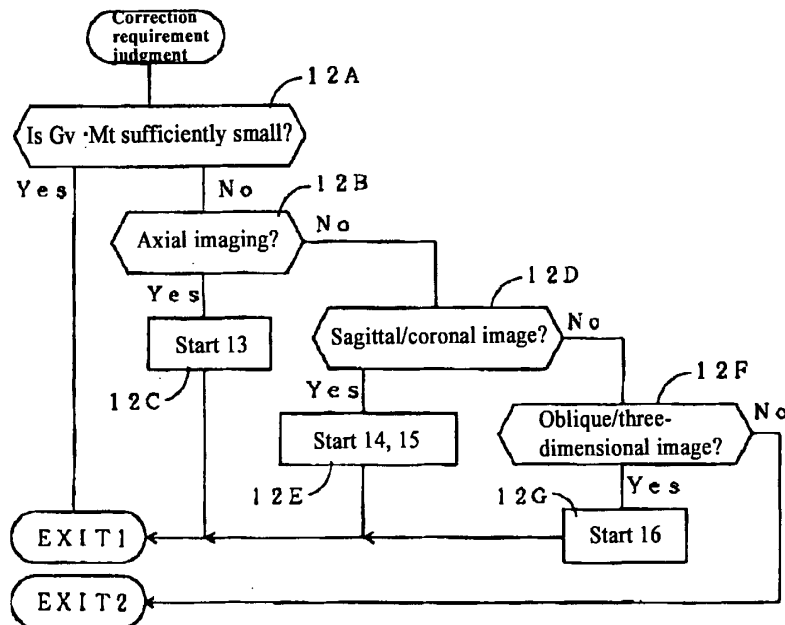 Correction
requirement
judgment
12A
Is Gv ·Mt sufficiently small?
Yes
No
12B
Axial imaging?
No
Yes
12D
Start 13
Sagittal/coronal image?
No
12C
Yes
12F
Start 14, 15
Oblique/three-
dimensional image?
No
12E
Yes
12G
EXIT1
Start 16
EXIT2